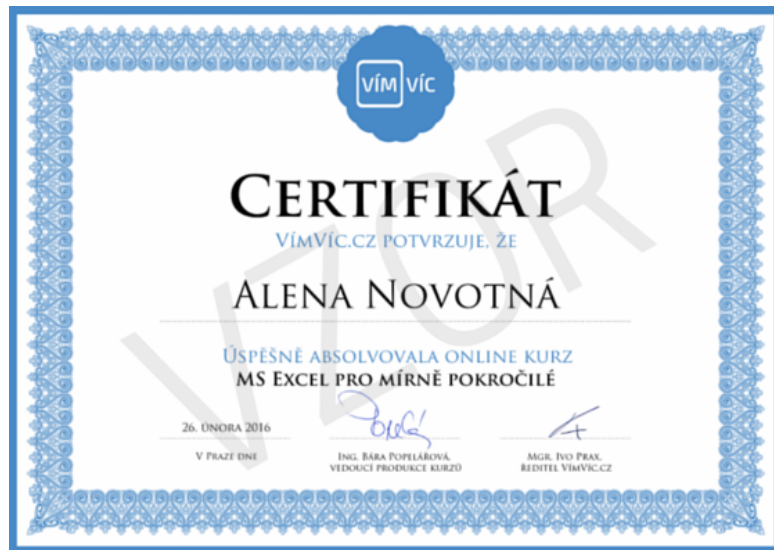 VÍM VÍC
CERTIFIKÁT
VÍMVÍC.CZ POTVRZUJE, ŽE
ALENA NOVOTNÁ
ÚSPĚŠNĚ ABSOLVOVALA ONLINE KURZ
MS EXCEL PRO MÍRNĚ POKROČILÉ
26. ÚNORA 2016
V PRAZE DNE
ING. BÁRA POPELÁŘOVÁ,
VEDOUCÍ PRODUKCE KURZŮ
MGR. IVO PRAX,
ŘEDITEL VÍMVÍC.CZ
VZOR